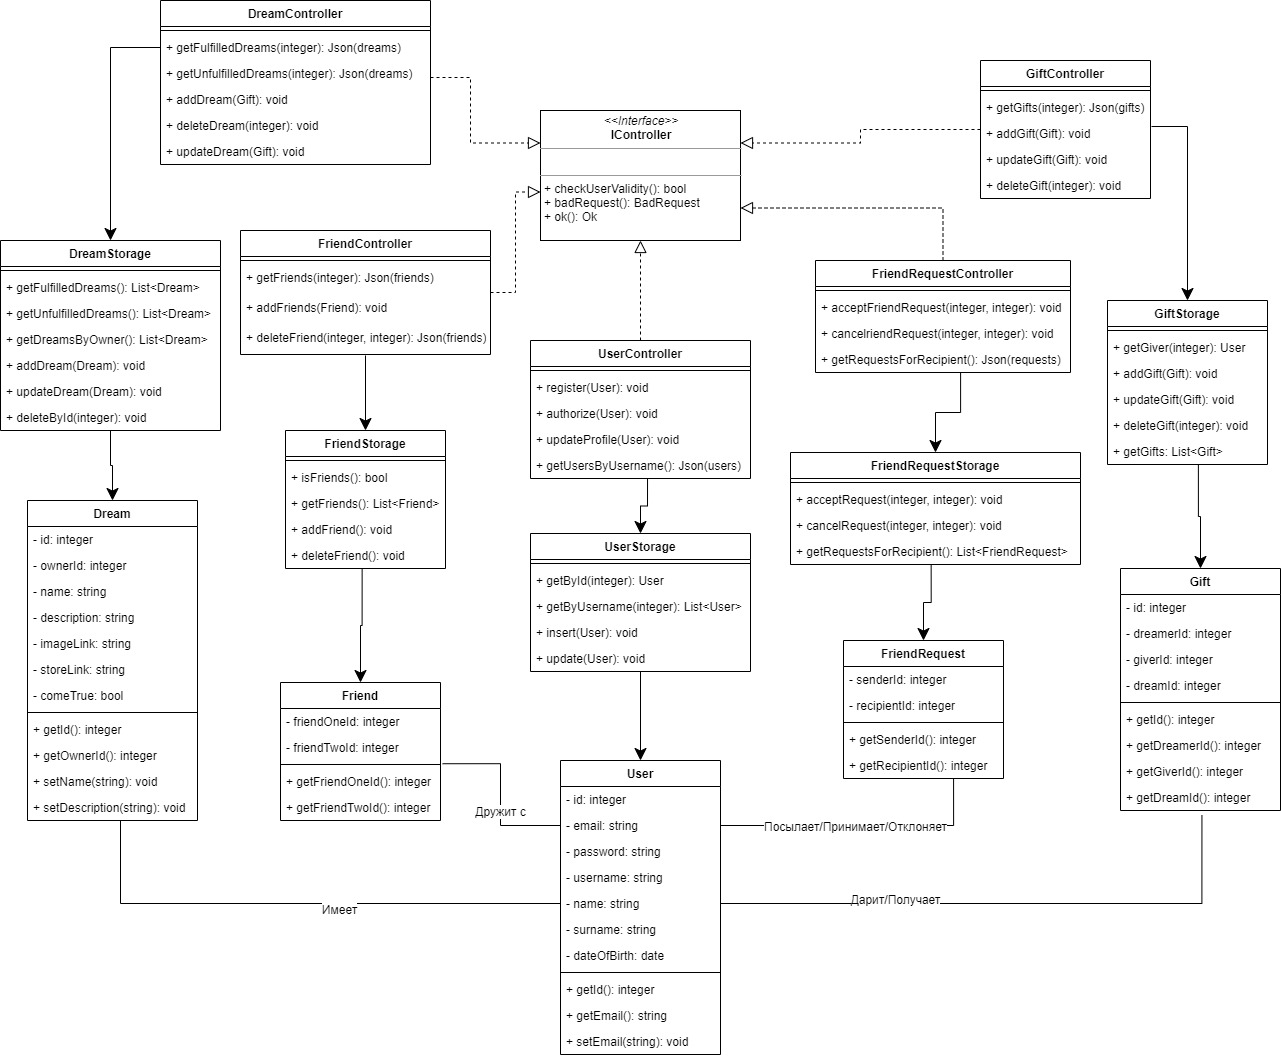 DreamController
+ getFulfilledDreams(integer): Json(dreams)
+ getUnfulfilledDreams(integer): Json(dreams)
+ addDream(Gift): void
+ deleteDream(integer): void
+ updateDream(Gift): void
<<Interface>>
IController
+ checkUserValidity(): bool
+ badRequest(): BadRequest
+ ok(): Ok
GiftController
+ getGifts(integer): Json(gifts)
+ addGift(Gift): void
+ updateGift(Gift): void
+ deleteGift(integer): void
DreamStorage
+ getFulfilledDreams(): List<Dream>
+ getUnfulfilledDreams(): List<Dream>
+ getDreamsByOwner(): List<Dream>
+ addDream(Dream): void
+ updateDream(Dream): void
+ deleteById(integer): void
FriendController
+ getFriends(integer): Json(friends)
+ addFriends(Friend): void
+ deleteFriend(integer, integer): Json(friends)
UserController
+ register(User): void
+ authorize(User): void
+ updateProfile(User): void
+ getUsersByUsername(): Json(users)
FriendRequestController
+ acceptFriendRequest(integer, integer): void
+ cancelriendRequest(integer, integer): void
+ getRequestsForRecipient(): Json(requests)
GiftStorage
+ getGiver(integer): User
+ addGift(Gift): void
+ updateGift(Gift): void
+ deleteGift(integer): void
+ getGifts: List<Gift>
FriendStorage
+ isFriends(): bool
+ getFriends(): List<Friend>
+ addFriend(): void
+ deleteFriend(): void
UserStorage
+ getById(integer): User
+ getByUsername(integer): List<User>
+ insert(User): void
+ update(User): void
FriendRequestStorage
+ acceptRequest(integer, integer): void
+ cancelRequest(integer, integer): void
+ getRequestsForRecipient(): List<FriendRequest>
Dream
- id: integer
- ownerId: integer
- name: string
- description: string
- imageLink: string
- storeLink: string
- comeTrue: bool
+ getId(): integer
+ getOwnerId(): integer
+ setName(string): void
+ setDescription(string): void
Friend
- friendOneId: integer
- friendTwoId: integer
+ getFriendOneId(): integer
+ getFriendTwoId(): integer
User
- id: integer
- email: string
- password: string
- username: string
- name: string
- surname: string
- dateOfBirth: date
+ getId(): integer
+ getEmail(): string
+ setEmail(string): void
FriendRequest
- senderId: integer
- recipientId: integer
+ getSenderId(): integer
+ getRecipientId(): integer
Gift
- id: integer
- dreamerId: integer
- giverId: integer
- dreamId: integer
+ getId(): integer
+ getDreamerId(): integer
+ getGiverId(): integer
+ getDreamId(): integer
Дружит с
Посылает/Принимает/Отклоняет
Имеет
Дарит/Получает